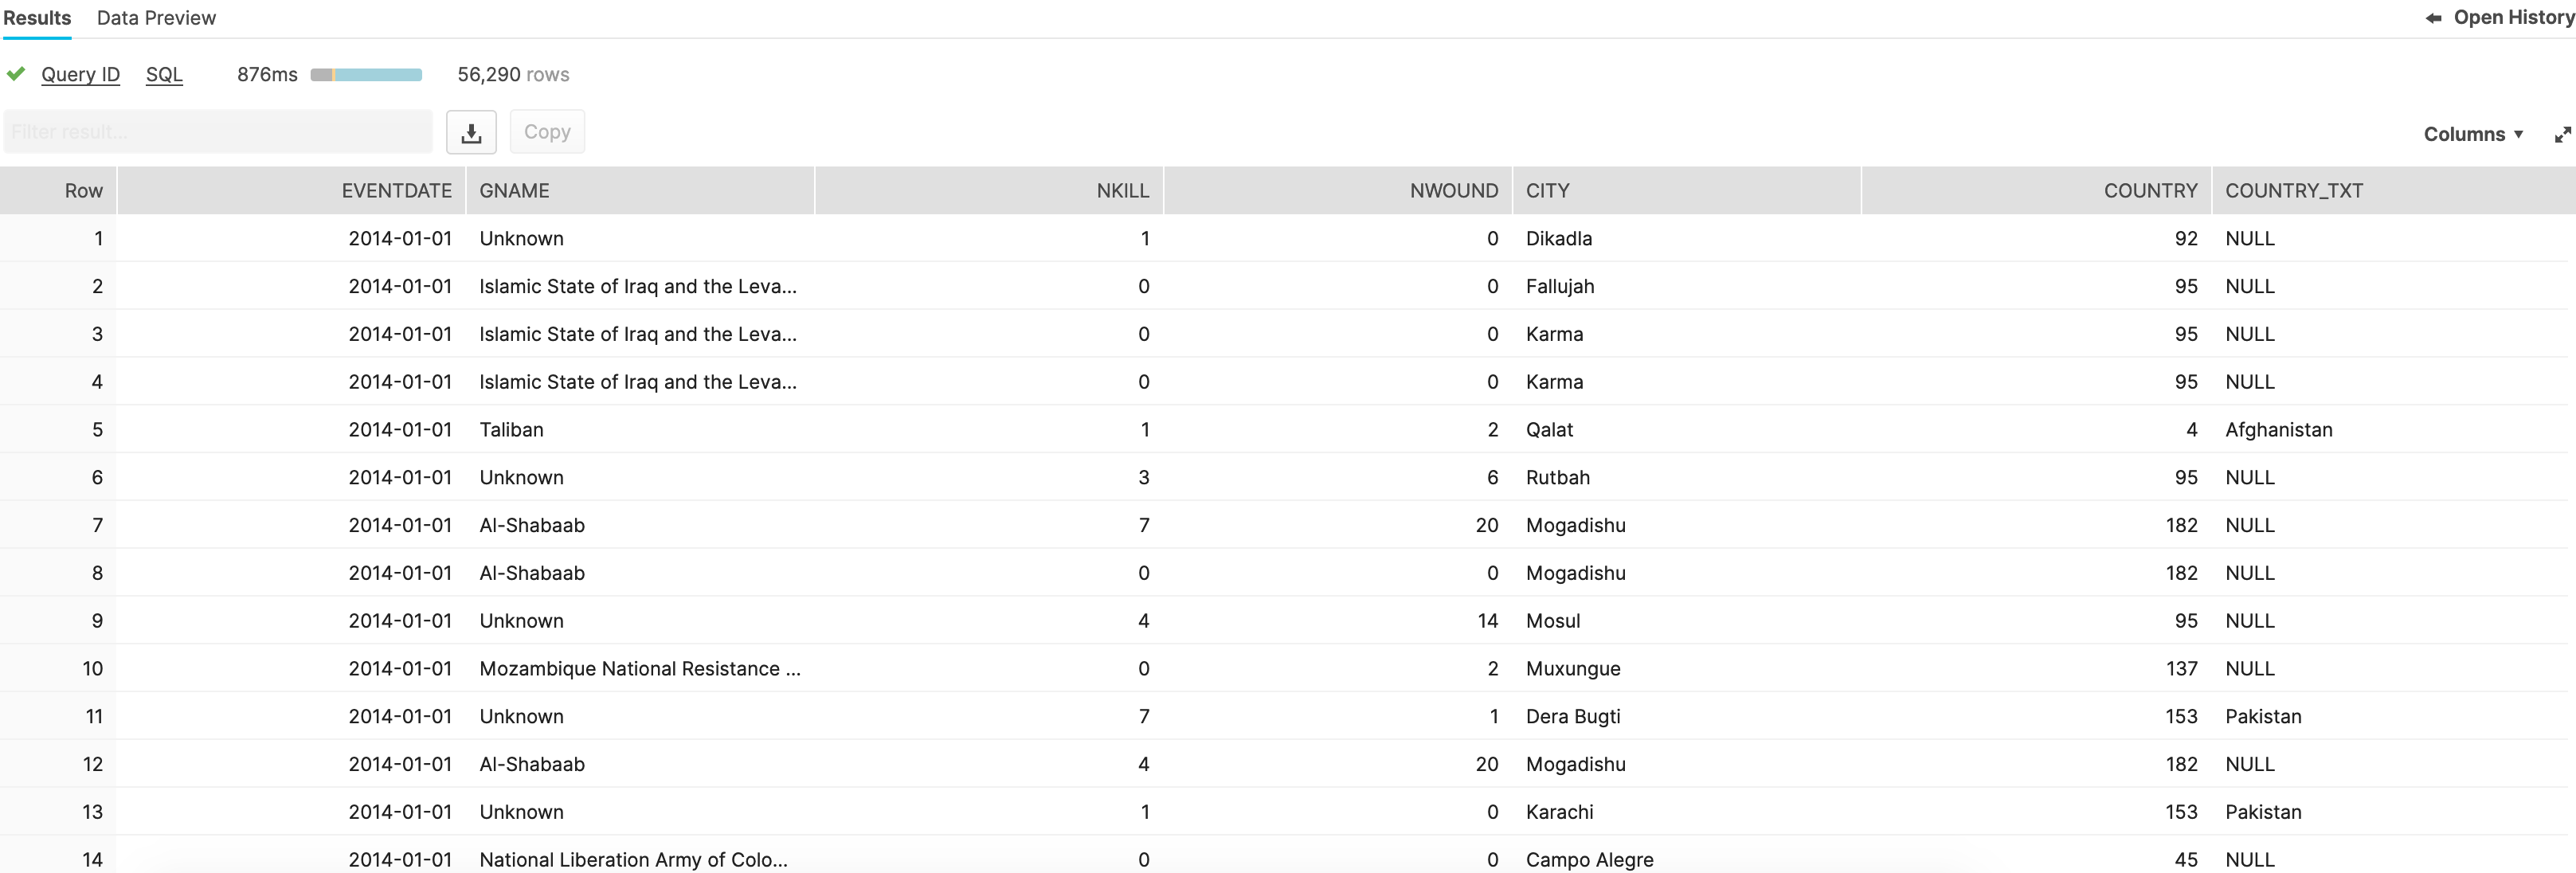 Results Data Preview Open History
Query ID SQL 876ms 56,290 rows
Filter result... Copy Columns
Row EVENTDATE GNAME NKILL NWOUND CITY COUNTRY COUNTRY_TXT
1 2014-01-01 Unknown 1 0 Dikadla 92 NULL
2 2014-01-01 Islamic State of Iraq and the Leva... 0 0 Fallujah 95 NULL
3 2014-01-01 Islamic State of Iraq and the Leva... 0 0 Karma 95 NULL
4 2014-01-01 Islamic State of Iraq and the Leva... 0 0 Karma 95 NULL
5 2014-01-01 Taliban 1 2 Qalat 4 Afghanistan
6 2014-01-01 Unknown 3 6 Rutbah 95 NULL
7 2014-01-01 Al-Shabaab 7 20 Mogadishu 182 NULL
8 2014-01-01 Al-Shabaab 0 0 Mogadishu 182 NULL
9 2014-01-01 Unknown 4 14 Mosul 95 NULL
10 2014-01-01 Mozambique National Resistance ... 0 2 Muxungue 137 NULL
11 2014-01-01 Unknown 7 1 Dera Bugti 153 Pakistan
12 2014-01-01 Al-Shabaab 4 20 Mogadishu 182 NULL
13 2014-01-01 Unknown 1 0 Karachi 153 Pakistan
14 2014-01-01 National Liberation Army of Colo... 0 0 Campo Alegre 45 NULL